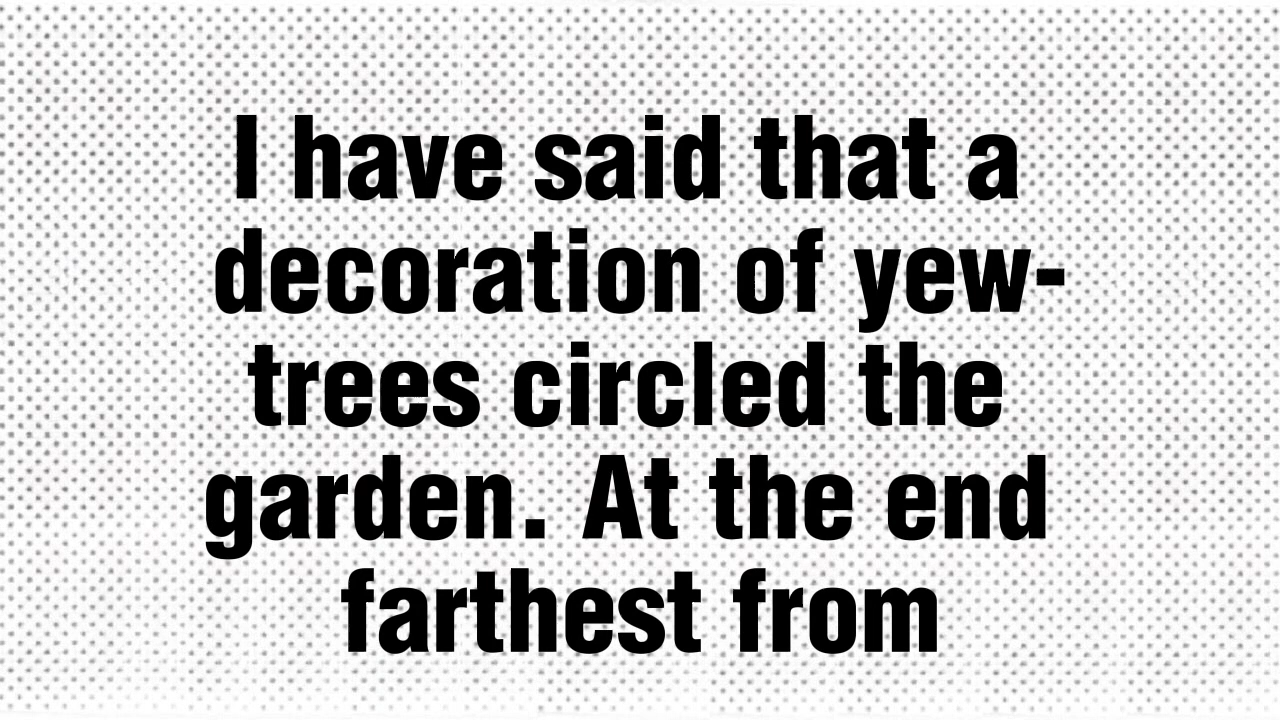 I have said that a
decoration of yew-
trees circled the
garden. At the end
farthest from